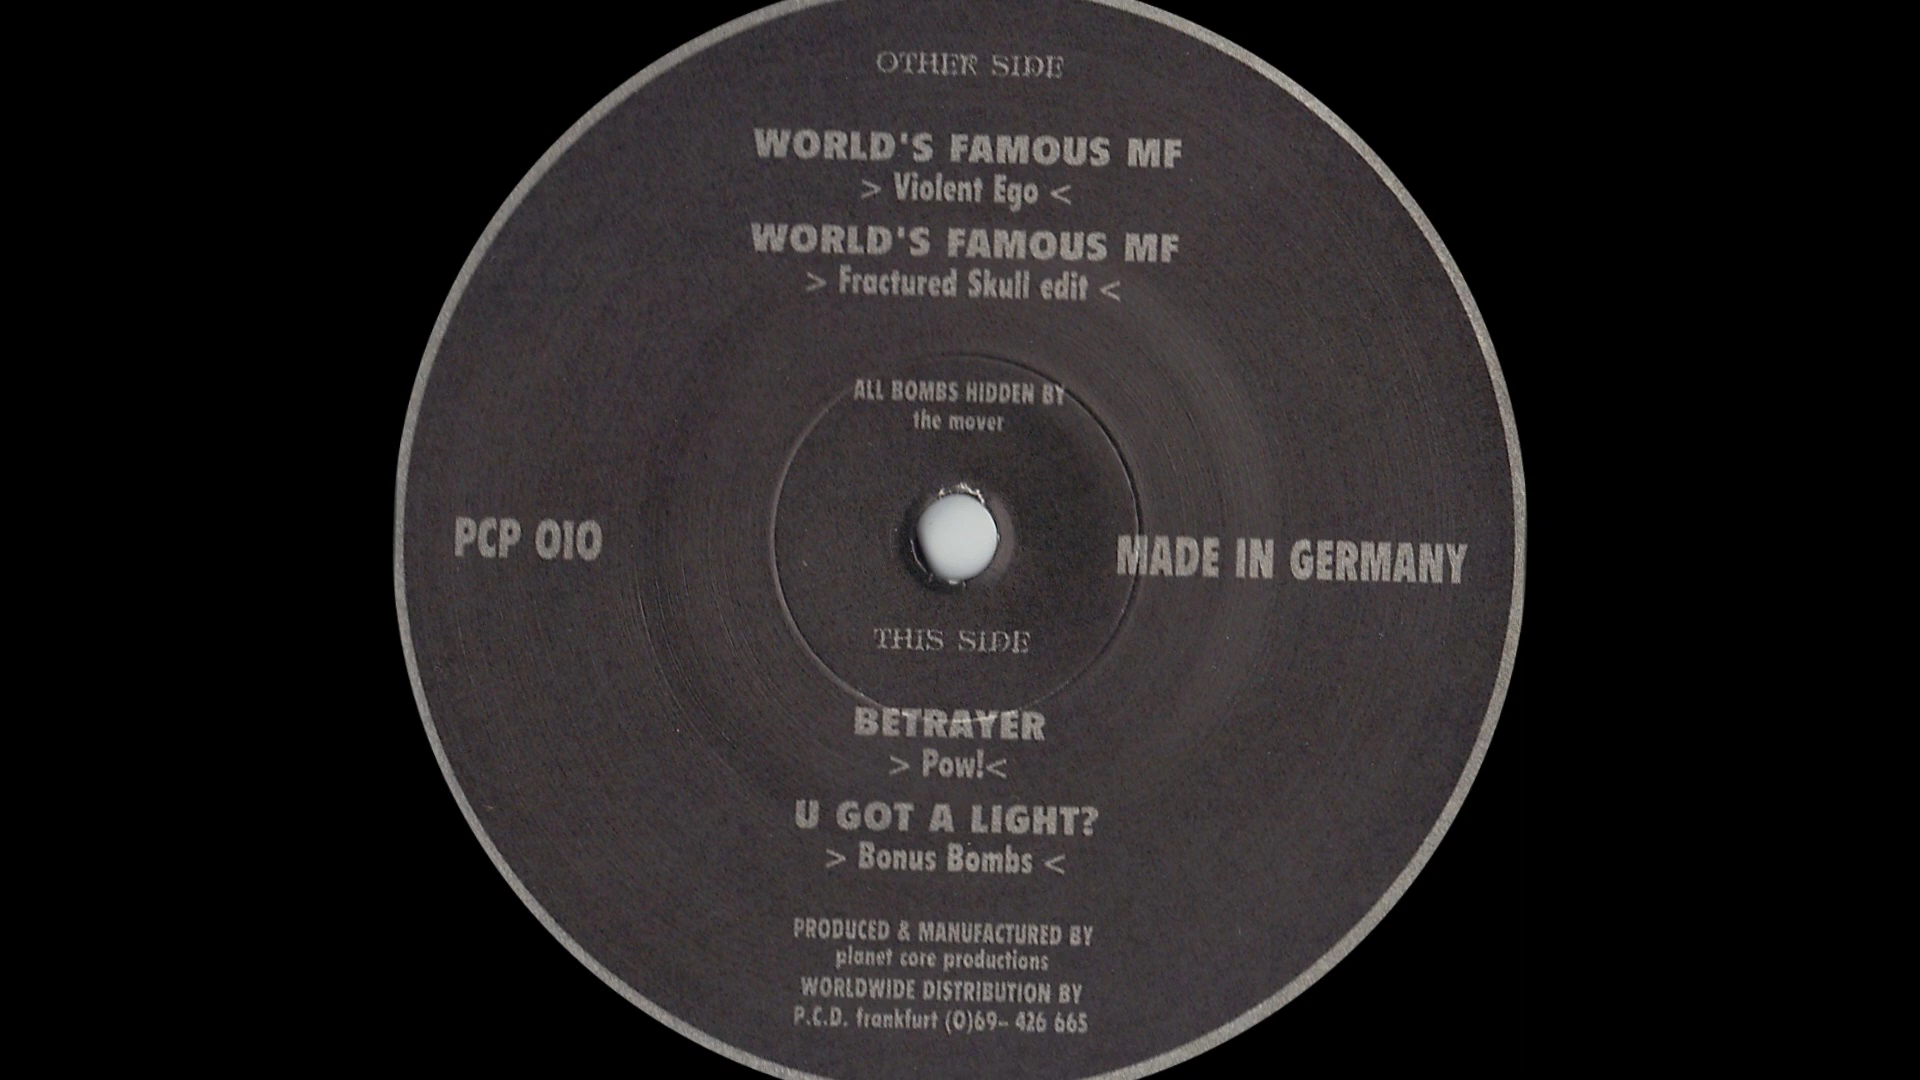 OTHER SIDE
WORLD'S FAMOUS MF
> Violent Ego <
WORLD'S FAMOUS MF
> Fractured Skull edit <
ALL BOMBS HIDDEN BY
the mover
PCP 010
MADE IN GERMANY
THIS SIDE
BETRAYER
> Pow!<
U GOT A LIGHT?
> Bonus Bombs <
PRODUCED & MANUFACTURED BY
planet core productions
WORLDWIDE DISTRIBUTION BY
P.C.D. frankfurt (0)69- 426 665